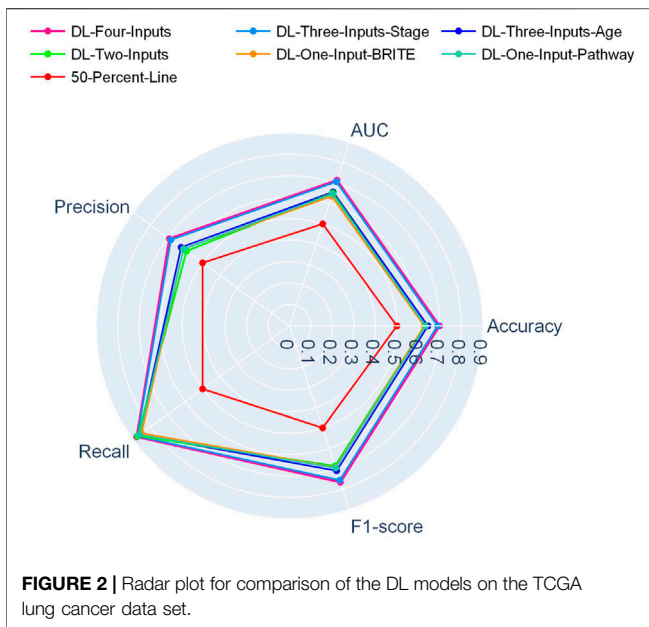 DL-Four-Inputs DL-Three-Inputs-Stage DL-Three-Inputs-Age
DL-Two-Inputs DL-One-Input-BRITE DL-One-Input-Pathway
50-Percent-Line
AUC
Precision
Accuracy
0 0.1 0.2 0.3 0.4 0.5 0.6 0.7 0.8 0.9
Recall
F1-score
FIGURE 2 | Radar plot for comparison of the DL models on the TCGA
lung cancer data set.